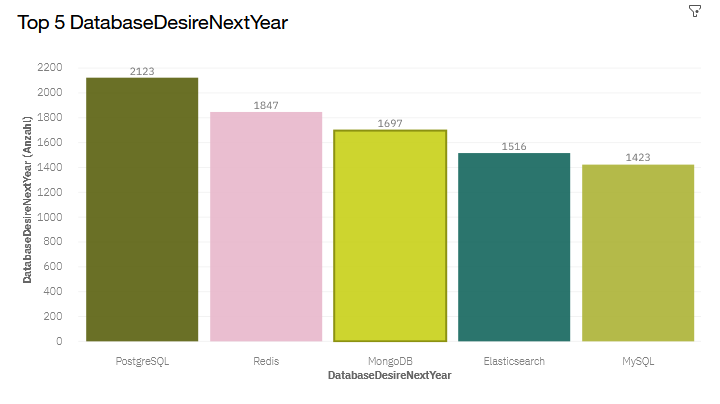 Top 5 DatabaseDesireNextYear
DatabaseDesireNextYear (Anzahl)
2200
2000
1800
1600
1400
1200
1000
800
600
400
200
0
2123
1847
1697
1516
1423
PostgreSQL
Redis
MongoDB
Elasticsearch
MySQL
DatabaseDesireNextYear